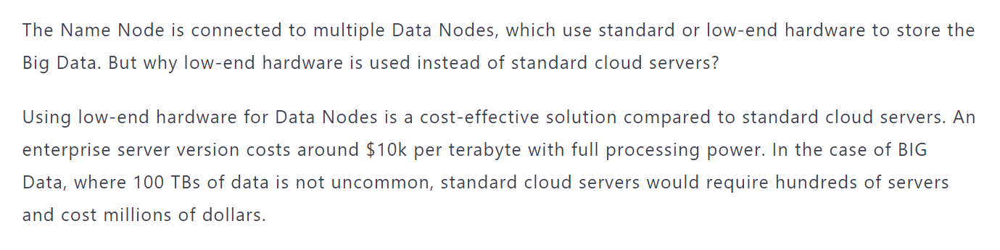 The Name Node is connected to multiple Data Nodes, which use standard or low-end hardware to store the
Big Data. But why low-end hardware is used instead of standard cloud servers?
Using low-end hardware for Data Nodes is a cost-effective solution compared to standard cloud servers. An
enterprise server version costs around $10k per terabyte with full processing power. In the case of BIG
Data, where 100 TBs of data is not uncommon, standard cloud servers would require hundreds of servers
and cost millions of dollars.